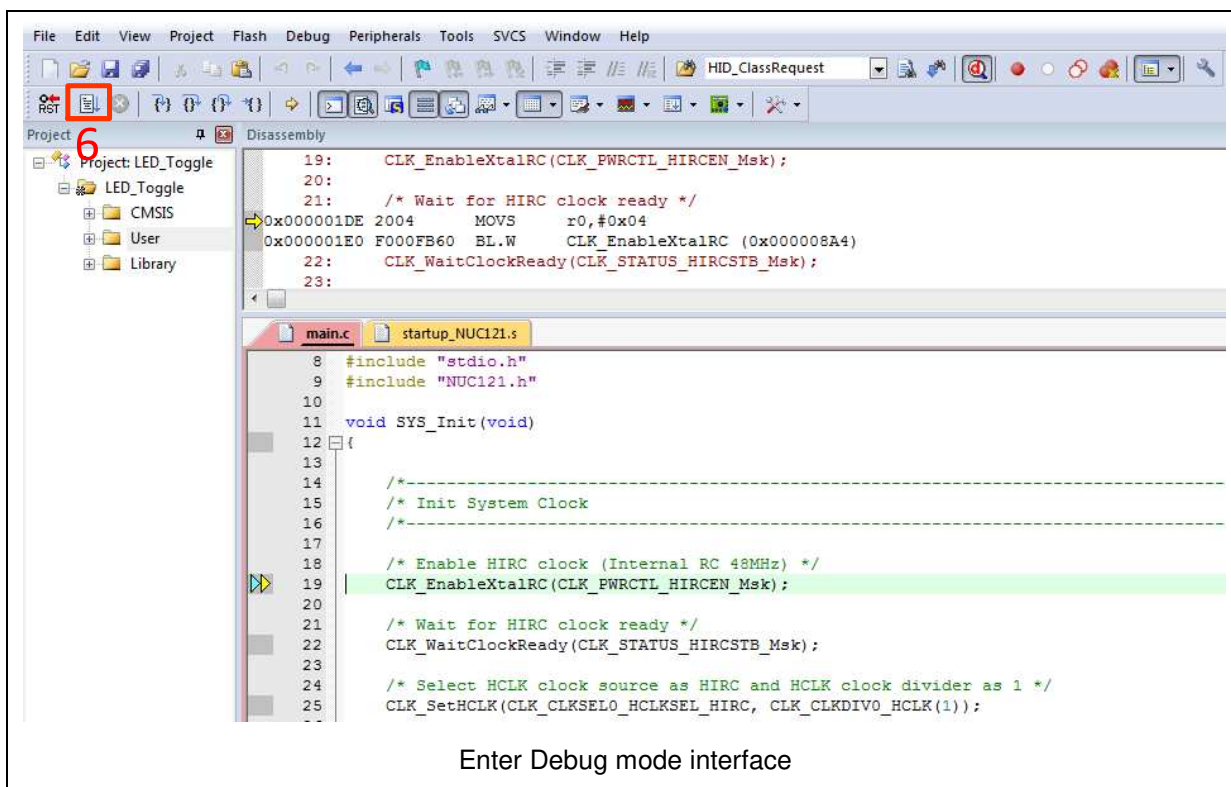 File Edit View Project Flash Debug Peripherals Tools SVCS Window Help
HID_ClassRequest
RST
6
Project
Disassembly
Project: LED_Toggle
LED_Toggle
CMSIS
User
Library
19: CLK_EnableXtalRC(CLK_PWRCTL_HIRCEN_Msk);
20:
21: /* Wait for HIRC clock ready */
0x000001DE 2004 MOVS r0,#0x04
0x000001E0 F000FB60 BL.W CLK_EnableXtalRC (0x000008A4)
22: CLK_WaitClockReady(CLK_STATUS_HIRCSTB_Msk);
23:
main.c startup_NUC121.s
8 #include "stdio.h"
9 #include "NUC121.h"
10
11 void SYS_Init(void)
12 {
13
14 /*---------------------------------------------------------------------------------
15 /* Init System Clock
16 /*---------------------------------------------------------------------------------
17
18 /* Enable HIRC clock (Internal RC 48MHz) */
19 CLK_EnableXtalRC(CLK_PWRCTL_HIRCEN_Msk);
20
21 /* Wait for HIRC clock ready */
22 CLK_WaitClockReady(CLK_STATUS_HIRCSTB_Msk);
23
24 /* Select HCLK clock source as HIRC and HCLK clock divider as 1 */
25 CLK_SetHCLK(CLK_CLKSEL0_HCLKSEL_HIRC, CLK_CLKDIV0_HCLK(1));
Enter Debug mode interface